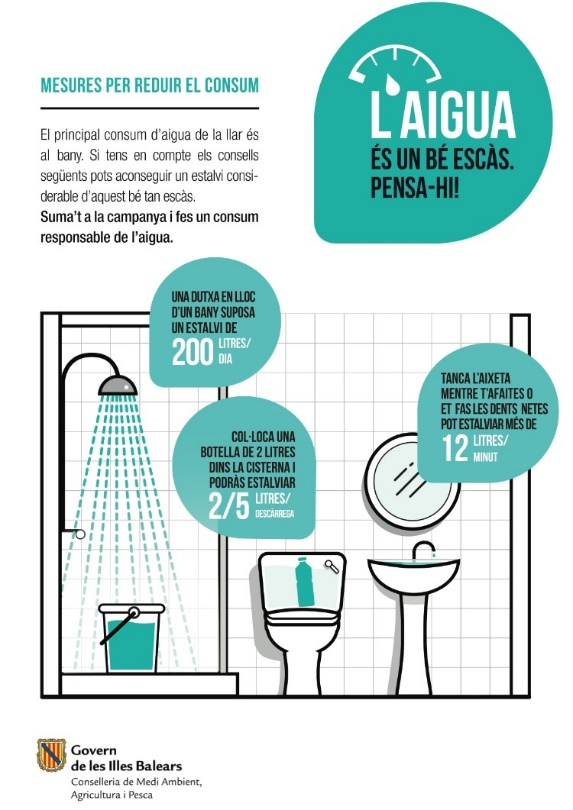 MESURES PER REDUIR EL CONSUM
El principal consum d'aigua de la llar és
al bany. Si tens en compte els consells
següents pots aconseguir un estalvi consi-
derable d'aquest bé tan escàs.
Suma't a la campanya i fes un consum
responsable de l'aigua.
L'AIGUA
ÉS UN BÉ ESCÀS.
PENSA-HI!
UNA DUTXA EN LLOC
D'UN BANY SUPOSA
UN ESTALVI DE
200 LITRES/
DIA
COL·LOCA UNA
BOTELLA DE 2 LITRES
DINS LA CISTERNA I
PODRÀS ESTALVIAR
2/5 LITRES/
DESCÀRREGA
TANCA L'AIXETA
MENTRE T'AFAITES O
ET FAS LES DENTS NETES
POT ESTALVIAR MÉS DE
12 LITRES/
MINUT
Govern
de les Illes Balears
Conselleria de Medi Ambient,
Agricultura i Pesca